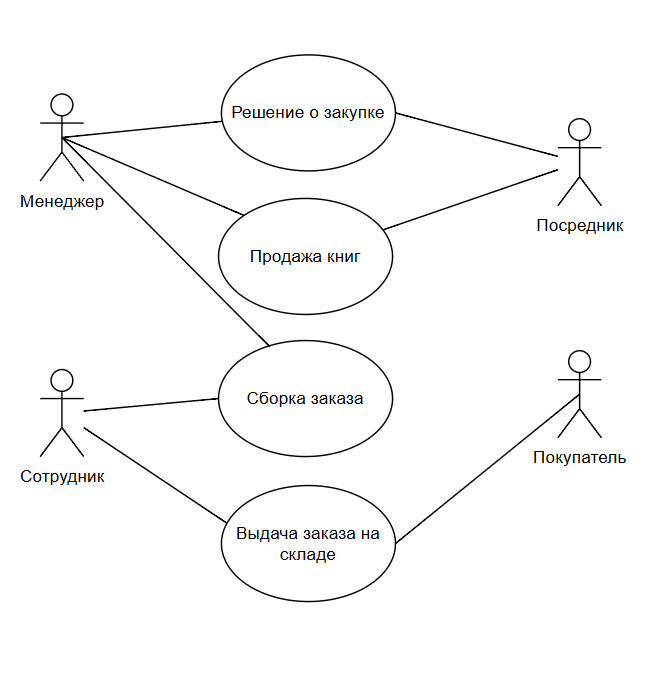 Решение о закупке
Менеджер
Посредник
Продажа книг
Сборка заказа
Сотрудник
Покупатель
Выдача заказа на
складе